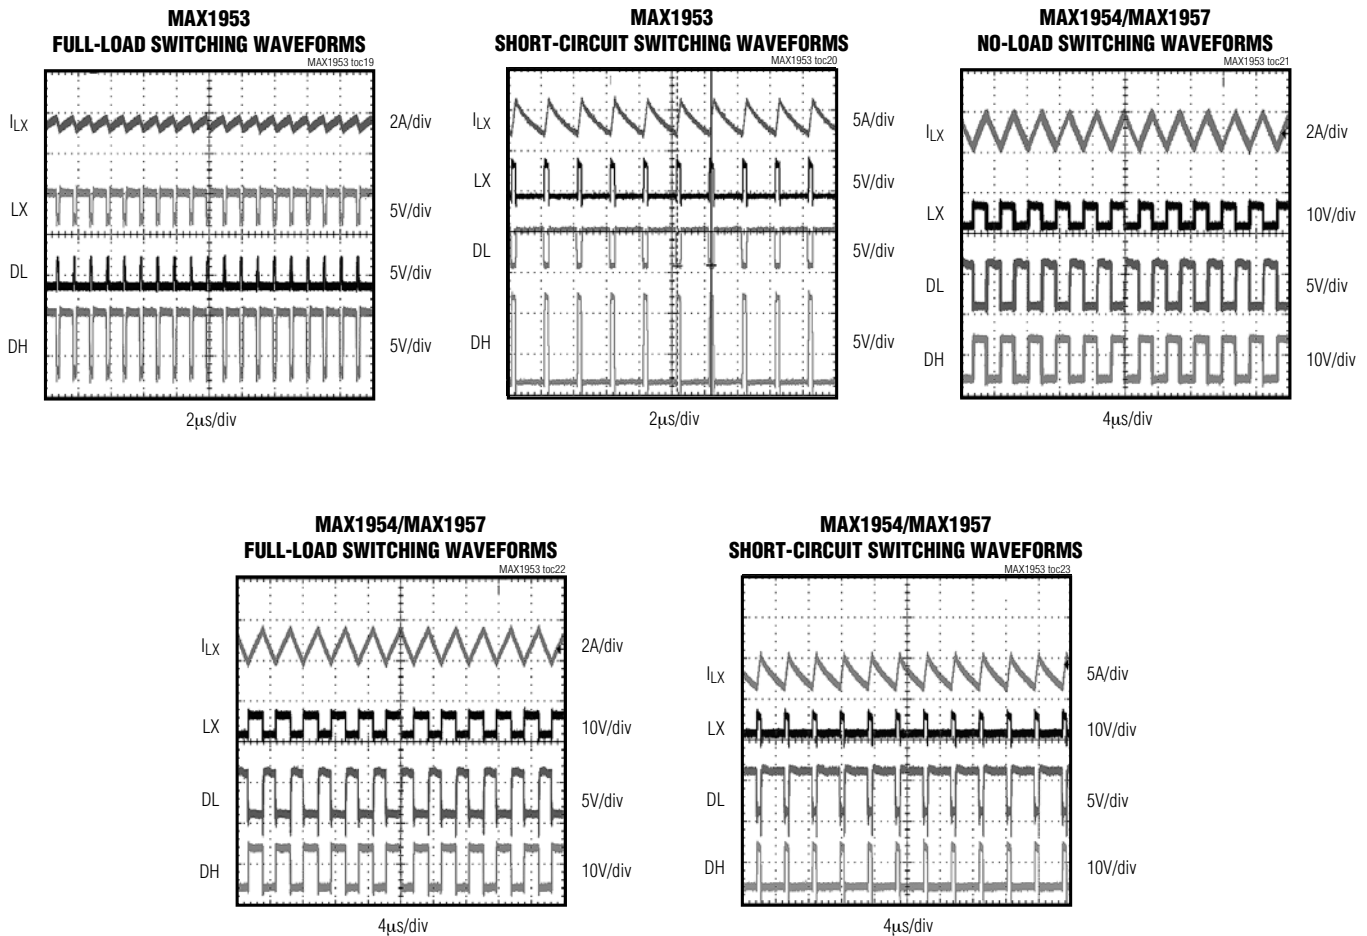 MAX1953
FULL-LOAD SWITCHING WAVEFORMS
MAX1953 toc19
ILX
2A/div
LX
5V/div
DL
5V/div
DH
5V/div
2μs/div
MAX1953
SHORT-CIRCUIT SWITCHING WAVEFORMS
MAX1953 toc20
ILX
5A/div
LX
5V/div
DL
5V/div
DH
5V/div
2μs/div
MAX1954/MAX1957
NO-LOAD SWITCHING WAVEFORMS
MAX1953 toc21
ILX
2A/div
LX
10V/div
DL
5V/div
DH
10V/div
4μs/div
MAX1954/MAX1957
FULL-LOAD SWITCHING WAVEFORMS
MAX1953 toc22
ILX
2A/div
LX
10V/div
DL
5V/div
DH
10V/div
4μs/div
MAX1954/MAX1957
SHORT-CIRCUIT SWITCHING WAVEFORMS
MAX1953 toc23
ILX
5A/div
LX
10V/div
DL
5V/div
DH
10V/div
4μs/div